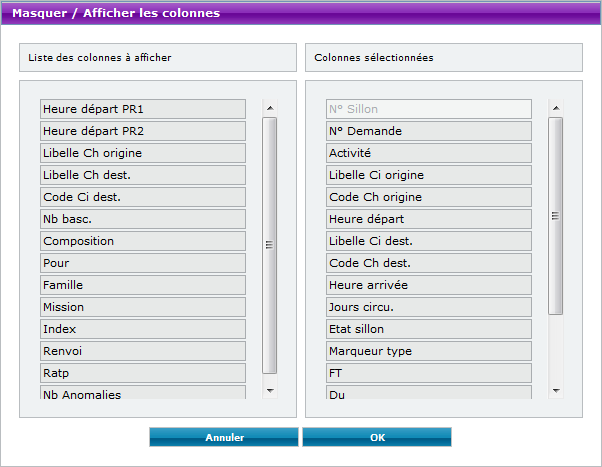 Masquer / Afficher les colonnes
Liste des colonnes à afficher
Heure départ PR1
Heure départ PR2
Libelle Ch origine
Libelle Ch dest.
Code Ci dest.
Nb basc.
Composition
Pour
Famille
Mission
Index
Renvoi
Ratp
Nb Anomalies
Colonnes sélectionnées
N° Sillon
N° Demande
Activité
Libelle Ci origine
Code Ch origine
Heure départ
Libelle Ci dest.
Code Ch dest.
Heure arrivée
Jours circu.
Etat sillon
Marqueur type
FT
Du
Annuler
OK